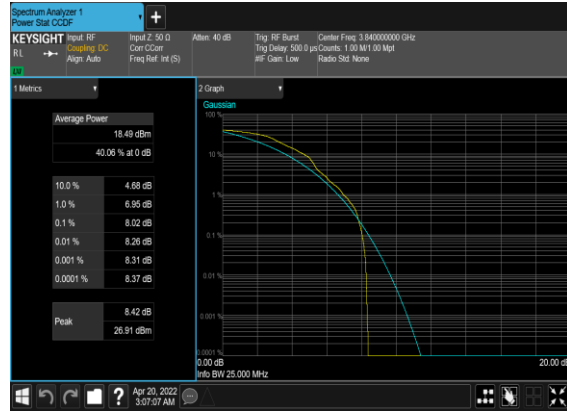 Spectrum Analyzer 1
Power Stat CCDF
KEYSIGHT
RL
Input: RF
Coupling: DC
Align: Auto
Input Z: 50 Ω
Corr CCorr
Freq Ref: Int (S)
Atten: 40 dB
Trig: RF Burst
Trig Delay: 500.0 µs
#IF Gain: Low
Center Freq: 3.840000000 GHz
Counts: 1.00 M/1.00 Mpt
Radio Std: None
1 Metrics
Average Power
18.49 dBm
40.06 % at 0 dB
10.0 % 4.68 dB
1.0 % 6.95 dB
0.1 % 8.02 dB
0.01 % 8.26 dB
0.001 % 8.31 dB
0.0001 % 8.37 dB
Peak
8.42 dB
26.91 dBm
2 Graph
Gaussian
100 %
10 %
1 %
0.1 %
0.01 %
0.001 %
0.0001 %
0.00 dB
20.00 dB
Info BW 25.000 MHz
Apr 20, 2022
3:07:07 AM